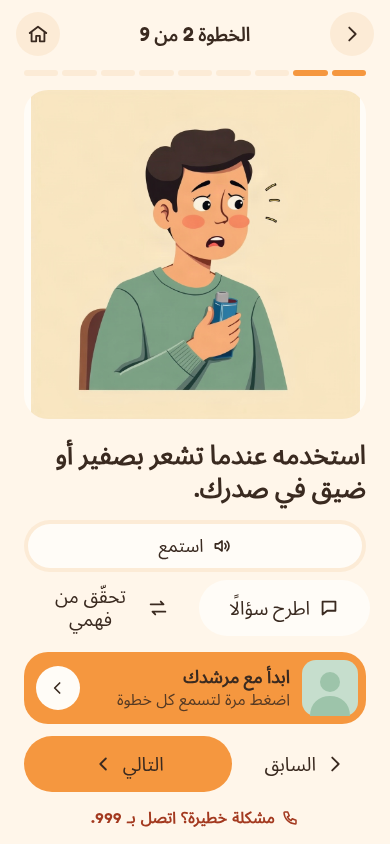 الخطوة 2 من 9
استخدمه عندما تشعر بصفير أو
ضيق في صدرك.
استمع
اطرح سؤالًا
تحقّق من
فهمي
ابدأ مع مرشدك
اضغط مرة لتسمع كل خطوة
السابق
التالي
مشكلة خطيرة؟ اتصل بـ 999.